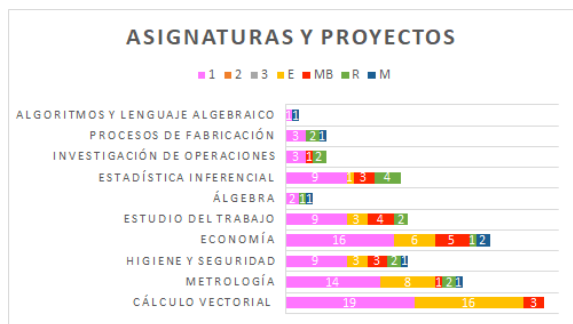 ASIGNATURAS Y PROYECTOS
1 2 3 E MB R M
ALGORITMOS Y LENGUAJE ALGEBRAICO 1 1
PROCESOS DE FABRICACIÓN 3 2 1
INVESTIGACIÓN DE OPERACIONES 3 1 2
ESTADÍSTICA INFERENCIAL 9 1 3 4
ÁLGEBRA 2 1 1
ESTUDIO DEL TRABAJO 9 3 4 2
ECONOMÍA 16 6 5 1 2
HIGIENE Y SEGURIDAD 9 3 3 2 1
METROLOGÍA 14 8 1 2 1
CÁLCULO VECTORIAL 19 16 3